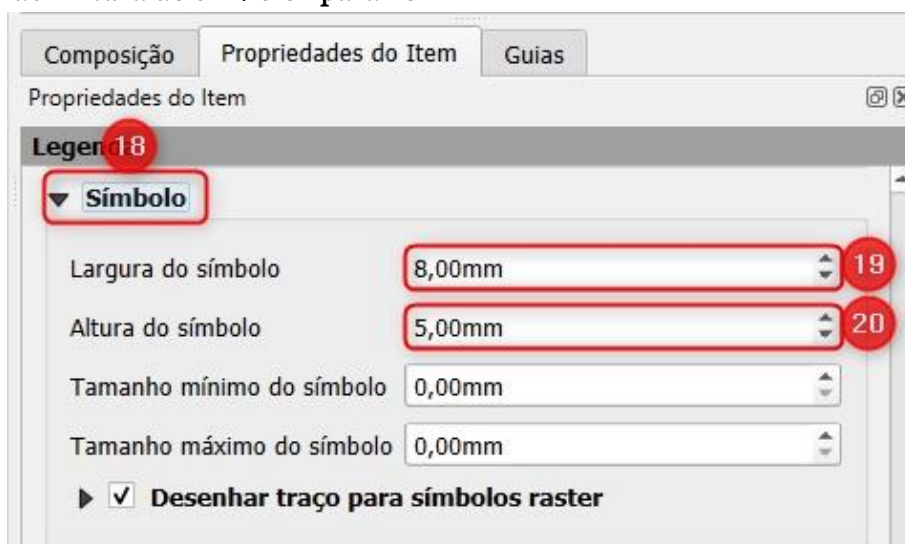 Composição Propriedades do Item Guias
Propriedades do Item
Legen 18
Símbolo
Largura do símbolo 8,00mm 19
Altura do símbolo 5,00mm 20
Tamanho mínimo do símbolo 0,00mm
Tamanho máximo do símbolo 0,00mm
Desenhar traço para símbolos raster